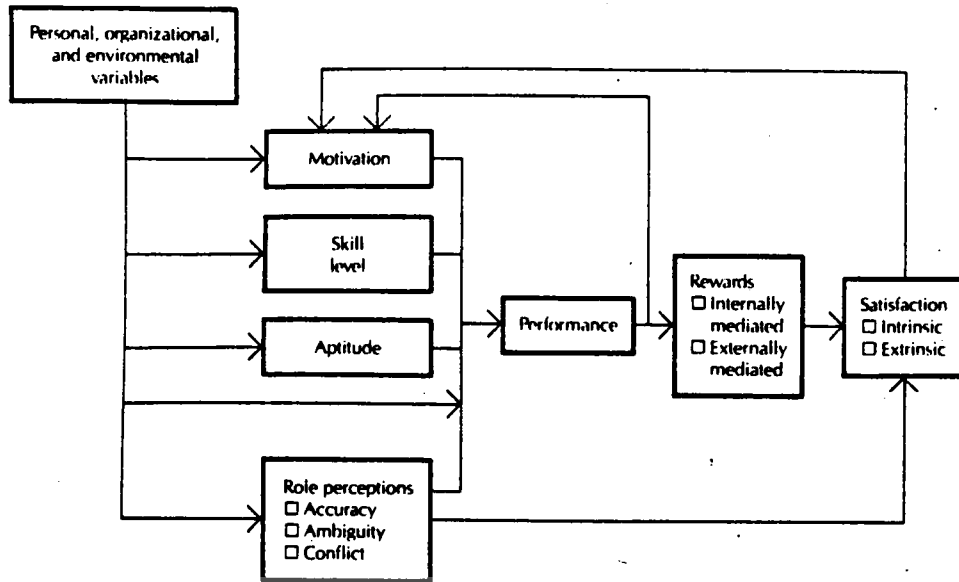 Personal, organizational,
and environmental
variables
Motivation
Skill
level
Aptitude
Role perceptions
☐ Accuracy
☐ Ambiguity
☐ Conflict
Performance
Rewards
☐ Internally
mediated
☐ Externally
mediated
Satisfaction
☐ Intrinsic
☐ Extrinsic